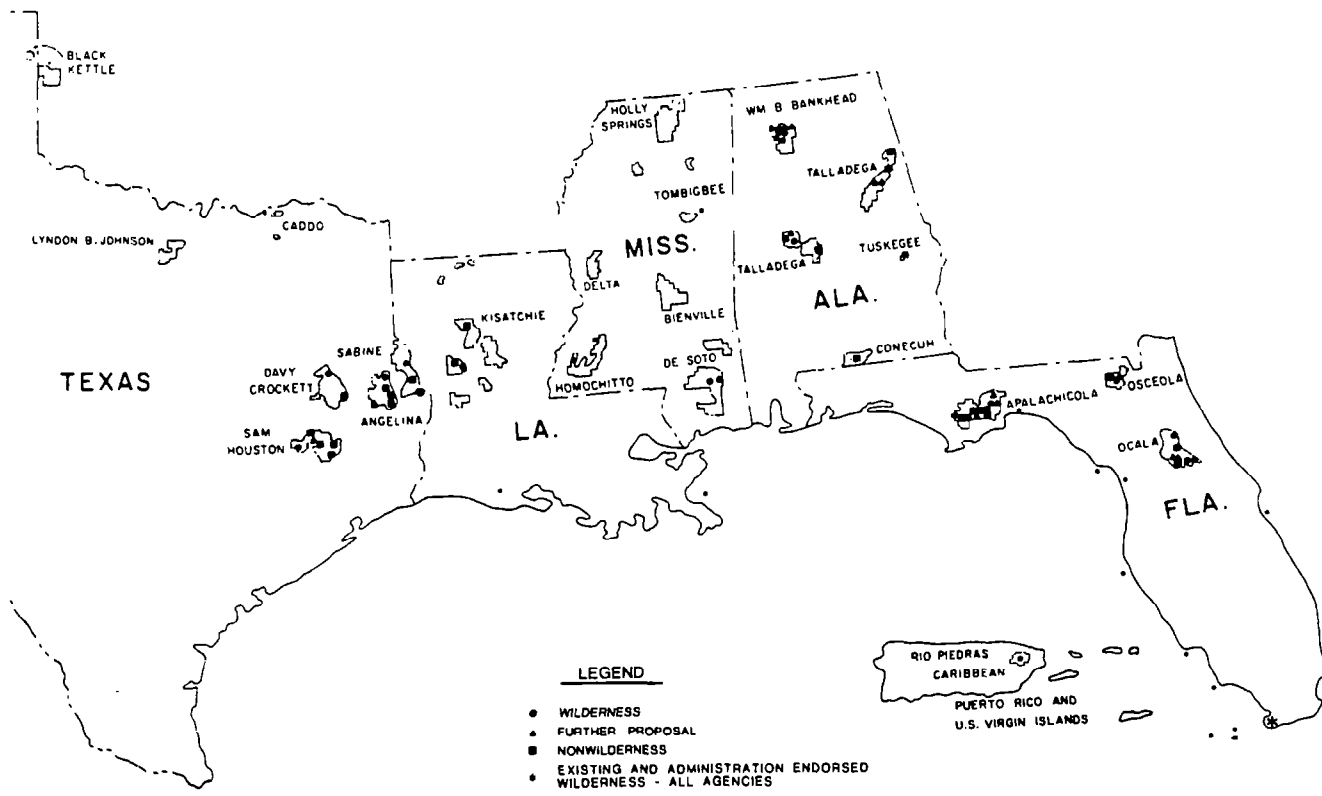 BLACK
KETTLE
HOLLY
SPRINGS
WM B BANKHEAD
TALLADEGA
TOMBIGBEE
CADDO
LYNDON B. JOHNSON
MISS.
TUSKEGEE
TALLADEGA
DELTA
ALA.
KISATCHIE
BIENVILLE
SABINE
DE SOTO
CONECUH
TEXAS
DAVY
CROCKETT
HOMOCHITTO
OSCEOLA
APALACHICOLA
ANGELINA
LA.
SAM
HOUSTON
OCALA
FLA.
RIO PIEDRAS
CARIBBEAN
PUERTO RICO AND
U.S. VIRGIN ISLANDS
LEGEND
WILDERNESS
FURTHER PROPOSAL
NONWILDERNESS
EXISTING AND ADMINISTRATION ENDORSED
WILDERNESS - ALL AGENCIES